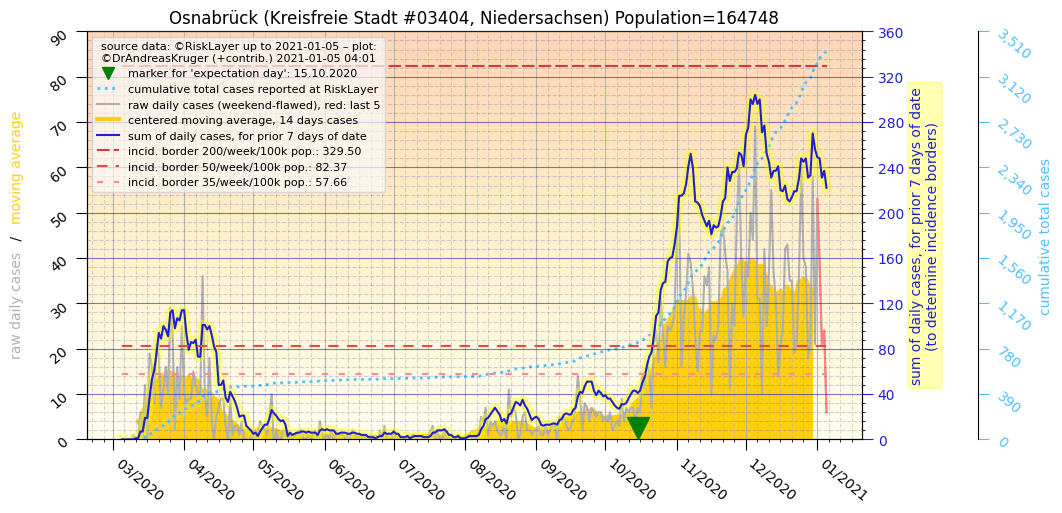 Osnabrück (Kreisfreie Stadt #03404, Niedersachsen) Population=164748
source data: ©RiskLayer up to 2021-01-05 – plot:
©DrAndreasKruger (+contrib.) 2021-01-05 04:01
marker for 'expectation day': 15.10.2020
cumulative total cases reported at RiskLayer
raw daily cases (weekend-flawed), red: last 5
centered moving average, 14 days cases
sum of daily cases, for prior 7 days of date
incid. border 200/week/100k pop.: 329.50
incid. border 50/week/100k pop.: 82.37
incid. border 35/week/100k pop.: 57.66
raw daily cases / moving average
90
80
70
60
50
40
30
20
10
0
03/2020
04/2020
05/2020
06/2020
07/2020
08/2020
09/2020
10/2020
11/2020
12/2020
01/2021
360
320
280
240
200
160
120
80
40
0
sum of daily cases, for prior 7 days of date
(to determine incidence borders)
3,510
3,120
2,730
2,340
1,950
1,560
1,170
780
390
0
cumulative total cases